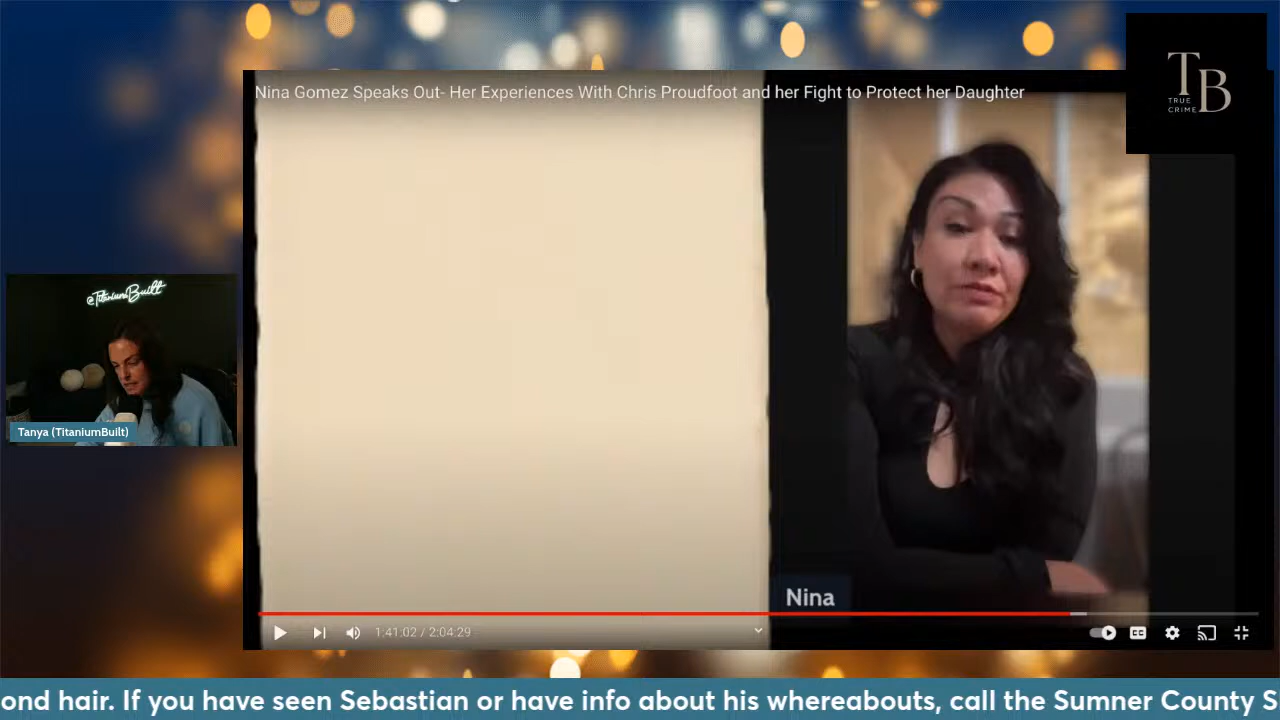 Nina Gomez Speaks Out- Her Experiences With Chris Proudfoot and her Fight to Protect her Daughter
TB
TRUE
CRIME
@TitaniumBuilt
Tanya (TitaniumBuilt)
Nina
1:41:02 / 2:04:29
CC
ond hair. If you have seen Sebastian or have info about his whereabouts, call the Sumner County S